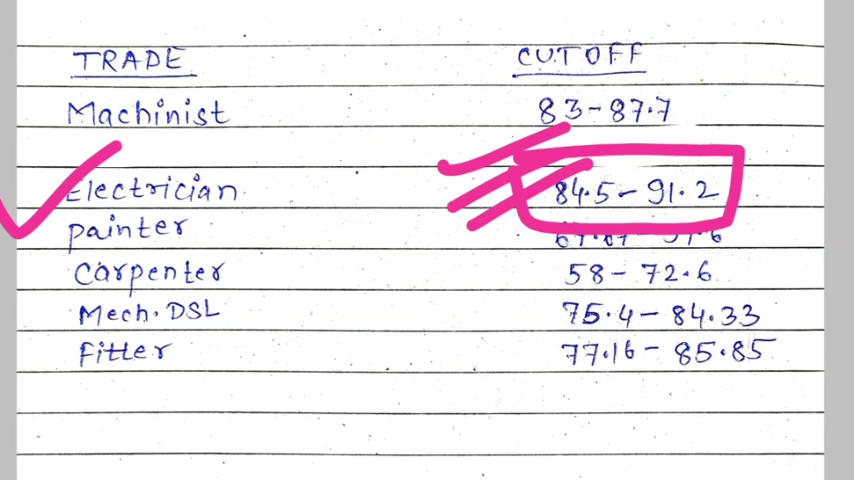 TRADE CUTOFF
Machinist 83-87.7
Electrician 84.5-91.2
painter
Carpenter 58-72.6
Mech. DSL 75.4-84.33
Fitter 77.16-85.85